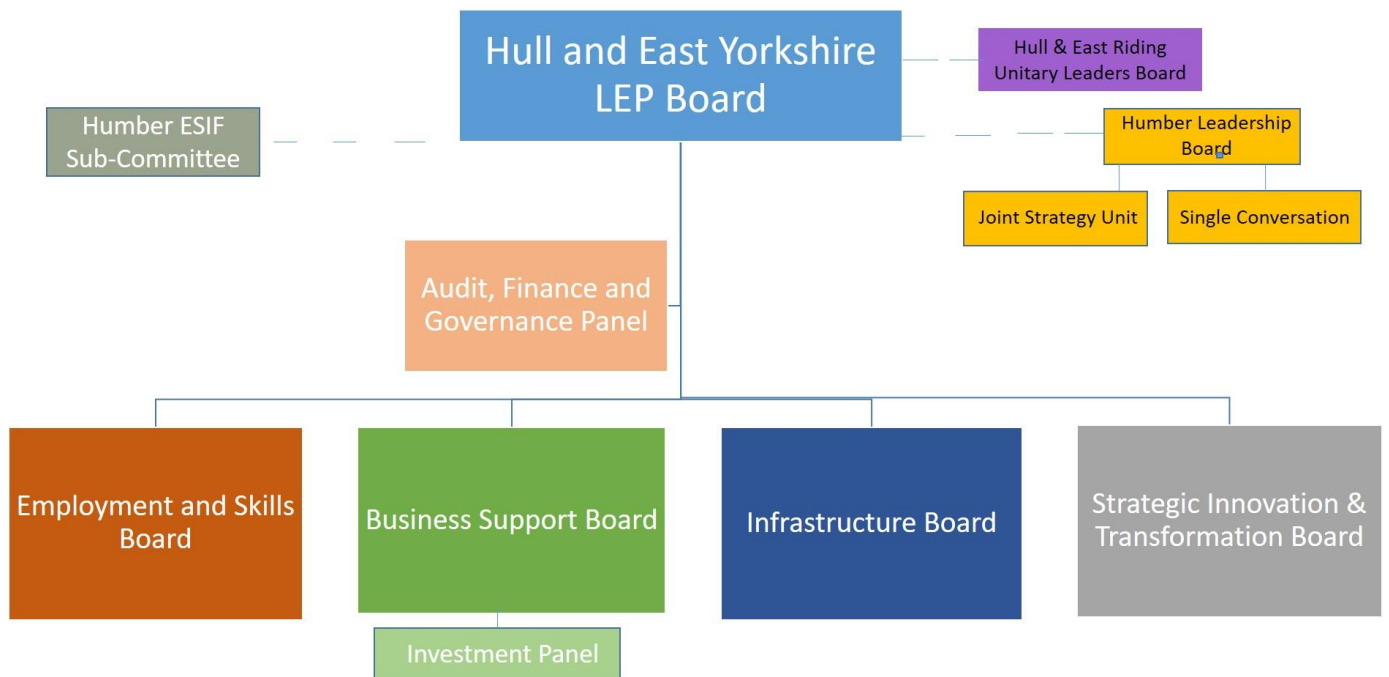 Hull and East Yorkshire
LEP Board
Hull & East Riding
Unitary Leaders Board
Humber ESIF
Sub-Committee
Humber Leadership
Board
Joint Strategy Unit
Single Conversation
Audit, Finance and
Governance Panel
Employment and Skills
Board
Business Support Board
Infrastructure Board
Strategic Innovation &
Transformation Board
Investment Panel